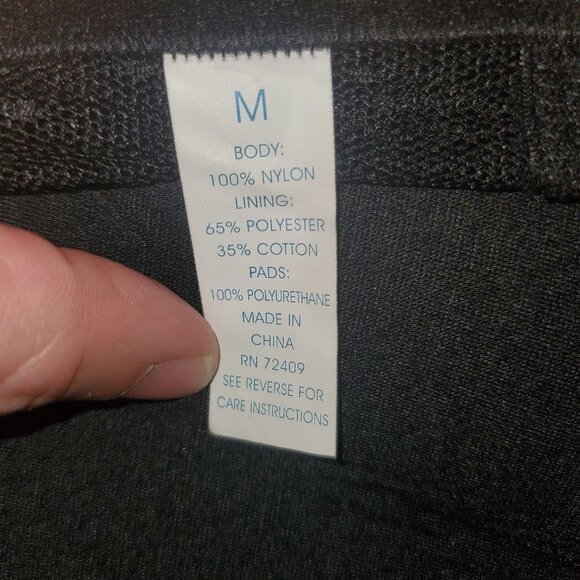 M
BODY:
100% NYLON
LINING:
65% POLYESTER
35% COTTON
PADS:
100% POLYURETHANE
MADE IN
CHINA
RN 72409
SEE REVERSE FOR
CARE INSTRUCTIONS